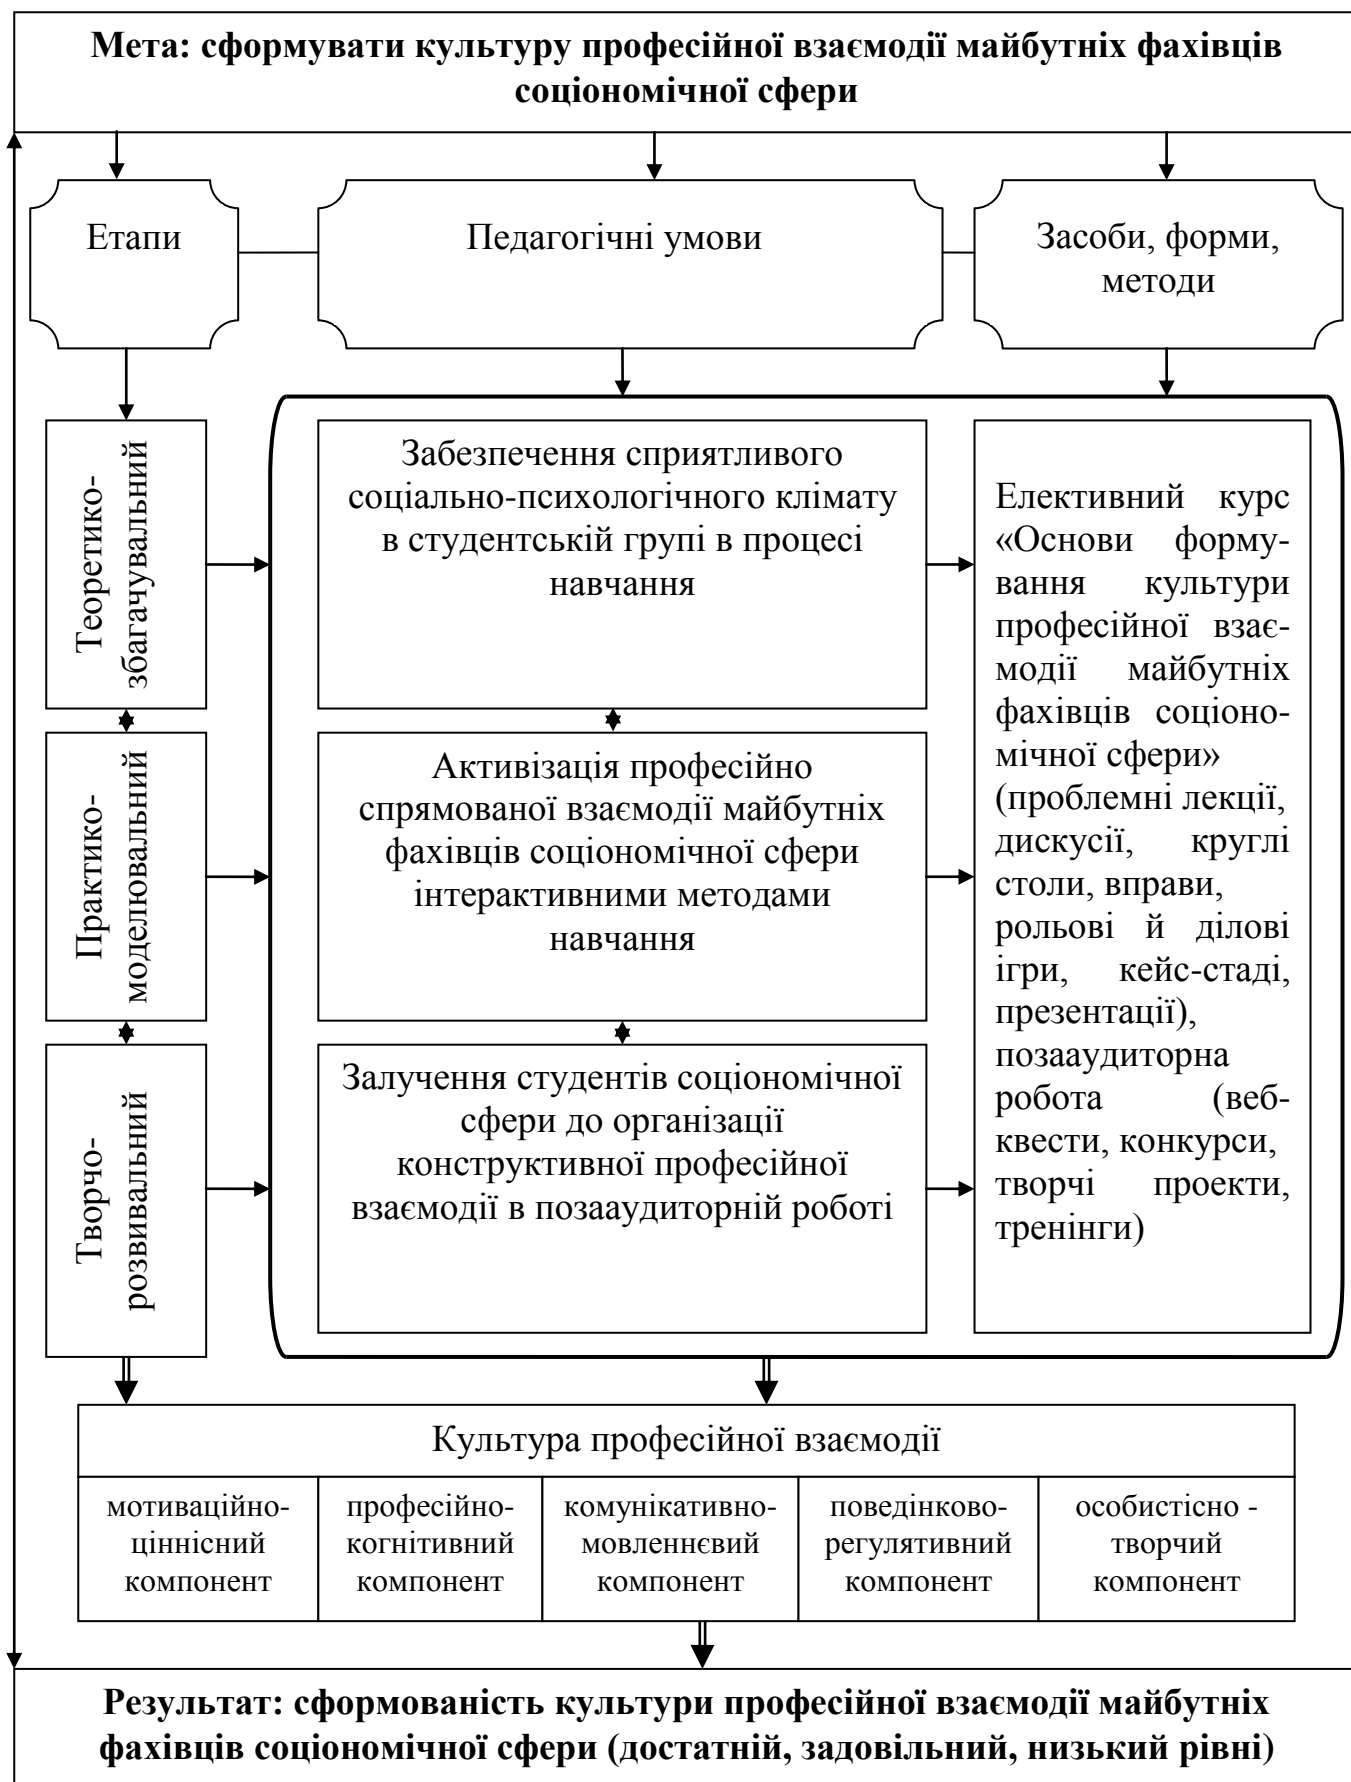 Мета: сформувати культуру професійної взаємодії майбутніх фахівців
соціономічної сфери
Етапи
Педагогічні умови
Засоби, форми,
методи
Теоретико-
збагачувальний
Забезпечення сприятливого
соціально-психологічного клімату
в студентській групі в процесі
навчання
Елективний курс
«Основи форму-
вання культури
професійної взає-
модії майбутніх
фахівців соціоно-
мічної сфери»
(проблемні лекції,
дискусії, круглі
столи, вправи,
рольові й ділові
ігри, кейс-стаді,
презентації),
позааудиторна
робота (веб-
квести, конкурси,
творчі проекти,
тренінги)
Практико-
моделювальний
Активізація професійно
спрямованої взаємодії майбутніх
фахівців соціономічної сфери
інтерактивними методами
навчання
Творчо-
розвивальний
Залучення студентів соціономічної
сфери до організації
конструктивної професійної
взаємодії в позааудиторній роботі
Культура професійної взаємодії
мотиваційно-
ціннісний
компонент
професійно-
когнітивний
компонент
комунікативно-
мовленнєвий
компонент
поведінково-
регулятивний
компонент
особистісно -
творчий
компонент
Результат: сформованість культури професійної взаємодії майбутніх
фахівців соціономічної сфери (достатній, задовільний, низький рівні)